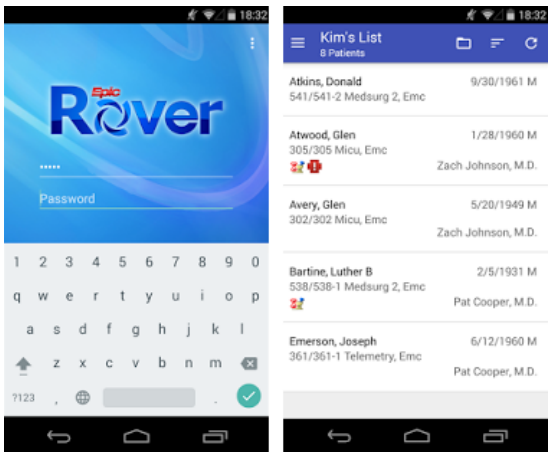 18:32
Epic
Rover
•••••
Password
1 2 3 4 5 6 7 8 9 0
q w e r t y u i o p
a s d f g h j k l
z x c v b n m
?123 , .
18:32
Kim's List
8 Patients
Atkins, Donald 9/30/1961 M
541/541-2 Medsurg 2, Emc
Atwood, Glen 1/28/1960 M
305/305 Micu, Emc
Zach Johnson, M.D.
Avery, Glen 5/20/1949 M
302/302 Micu, Emc
Zach Johnson, M.D.
Bartine, Luther B 2/5/1931 M
538/538-1 Medsurg 2, Emc
Pat Cooper, M.D.
Emerson, Joseph 6/12/1960 M
361/361-1 Telemetry, Emc
Pat Cooper, M.D.